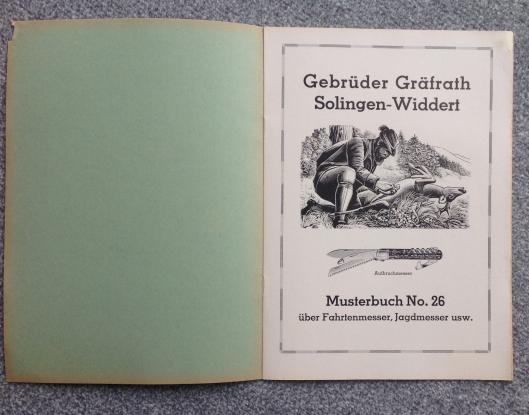 Gebrüder Gräfrath
Solingen-Widdert
Aufbruchmesser
Musterbuch No. 26
über Fahrtenmesser, Jagdmesser usw.